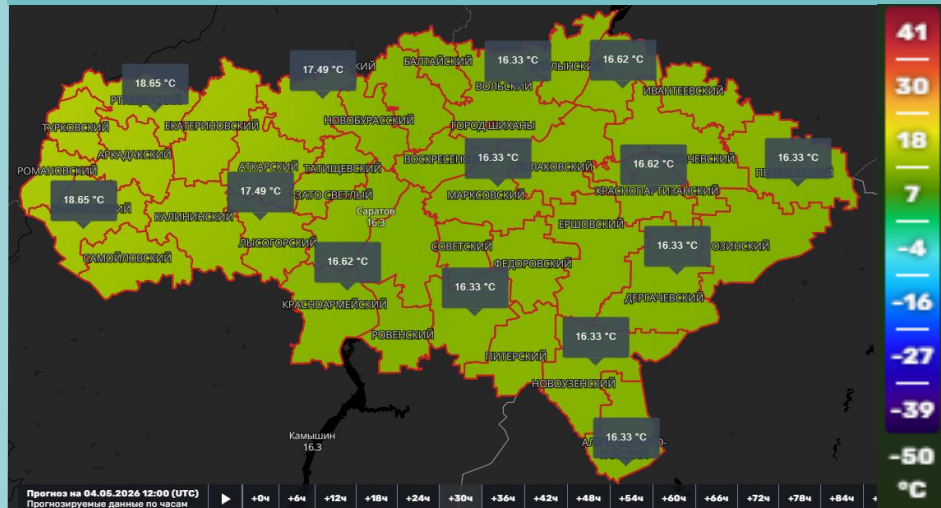 41
30
18
7
-4
-16
-27
-39
-50
°C
БАЛТАЙСКИЙ
16.33 °C
16.62 °C
17.49 °C
18.65 °C
ВОЛЬСКИЙ
ИВАНТЕЕВСКИЙ
ТУРКОВСКИЙ
ЕКАТЕРИНОВСКИЙ
НОВОБУРАССКИЙ
ГОРОД ШИХАНЫ
АРКАДАКСКИЙ
16.33 °C
16.62 °C
16.33 °C
РОМАНОВСКИЙ
АТКАРСКИЙ
ТАТИЩЕВСКИЙ
18.65 °C
17.49 °C
ЗАТО СВЕТЛЫЙ
МАРКСОВСКИЙ
КАЛИНИНСКИЙ
Саратов
16.3
ЕРШОВСКИЙ
ЛЫСОГОРСКИЙ
СОВЕТСКИЙ
16.33 °C
ОЗИНСКИЙ
САМОЙЛОВСКИЙ
16.62 °C
ФЕДОРОВСКИЙ
16.33 °C
КРАСНОАРМЕЙСКИЙ
ДЕРГАЧЕВСКИЙ
РОВЕНСКИЙ
16.33 °C
ПИТЕРСКИЙ
НОВОУЗЕНСКИЙ
Камышин
16.3
16.33 °C
Прогноз на 04.05.2026 12:00 (UTC)
Прогнозируемые данные по часам
+0ч +6ч +12ч +18ч +24ч +30ч +36ч +42ч +48ч +54ч +60ч +66ч +72ч +78ч +84ч +